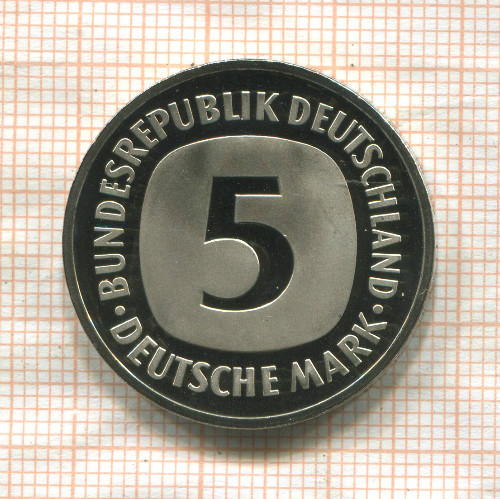 BUNDESREPUBLIK DEUTSCHLAND
5
· DEUTSCHE MARK ·